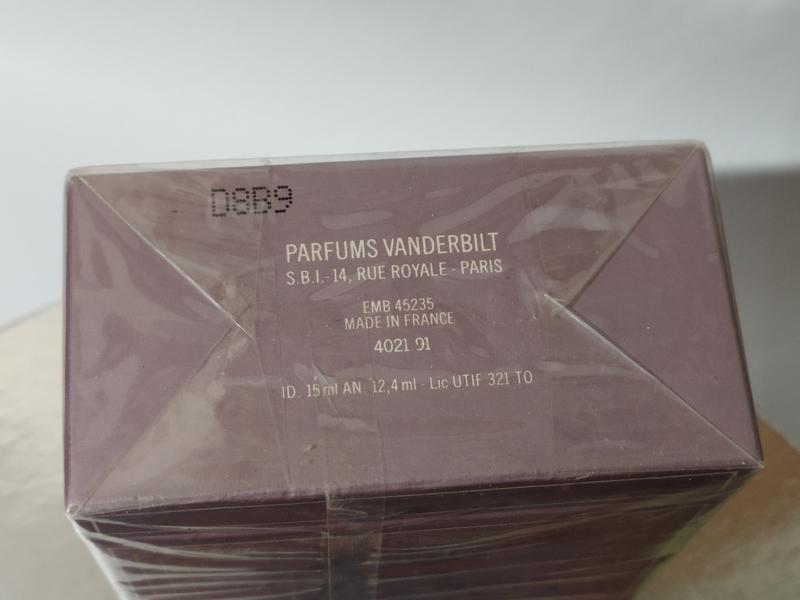 D8B9
PARFUMS VANDERBILT
S.B.I.-14, RUE ROYALE - PARIS
EMB 45235
MADE IN FRANCE
4021 91
ID. 15 ml AN. 12,4 ml - Lic UTIF 321 TO